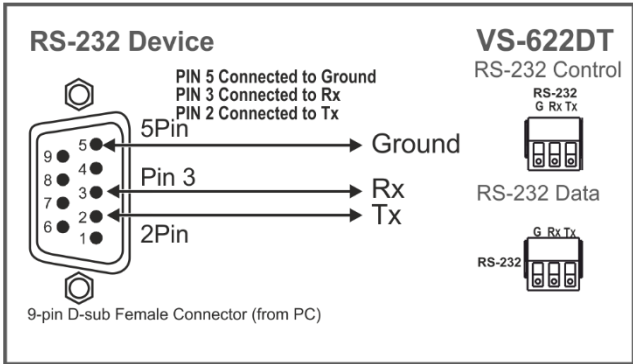 RS-232 Device
PIN 5 Connected to Ground
PIN 3 Connected to Rx
PIN 2 Connected to Tx
5Pin
Pin 3
2Pin
5
9
4
8
3
7
2
6
1
Ground
Rx
Tx
9-pin D-sub Female Connector (from PC)
VS-622DT
RS-232 Control
RS-232
G Rx Tx
RS-232 Data
G Rx Tx
RS-232